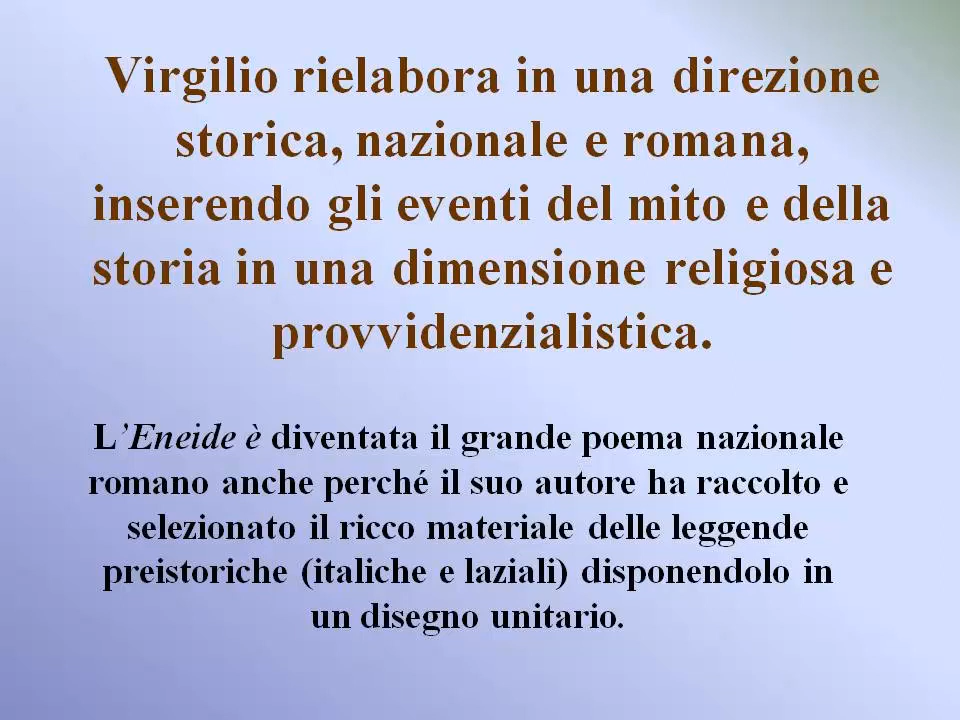 Virgilio rielabora in una direzione
storica, nazionale e romana,
inserendo gli eventi del mito e della
storia in una dimensione religiosa e
provvidenzialistica.
L’Eneide è diventata il grande poema nazionale
romano anche perché il suo autore ha raccolto e
selezionato il ricco materiale delle leggende
preistoriche (italiche e laziali) disponendolo in
un disegno unitario.